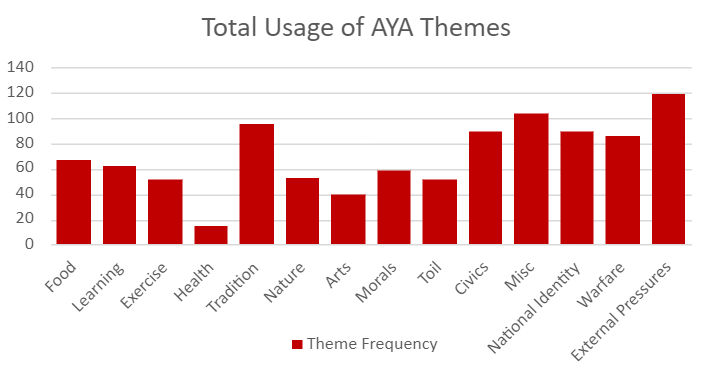 Total Usage of AYA Themes
140
120
100
80
60
40
20
0
Food
Learning
Exercise
Health
Tradition
Nature
Arts
Morals
Toil
Civics
Misc
National Identity
Warfare
External Pressures
Theme Frequency